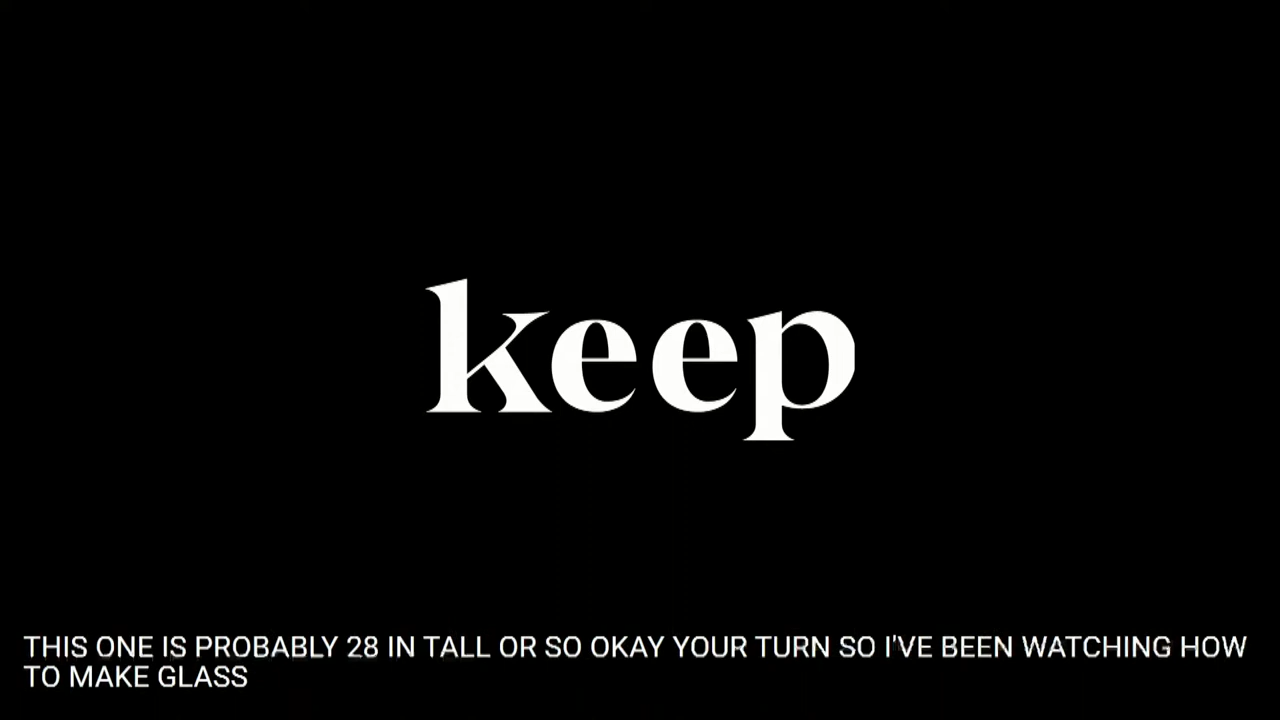 keep
THIS ONE IS PROBABLY 28 IN TALL OR SO OKAY YOUR TURN SO I'VE BEEN WATCHING HOW
TO MAKE GLASS